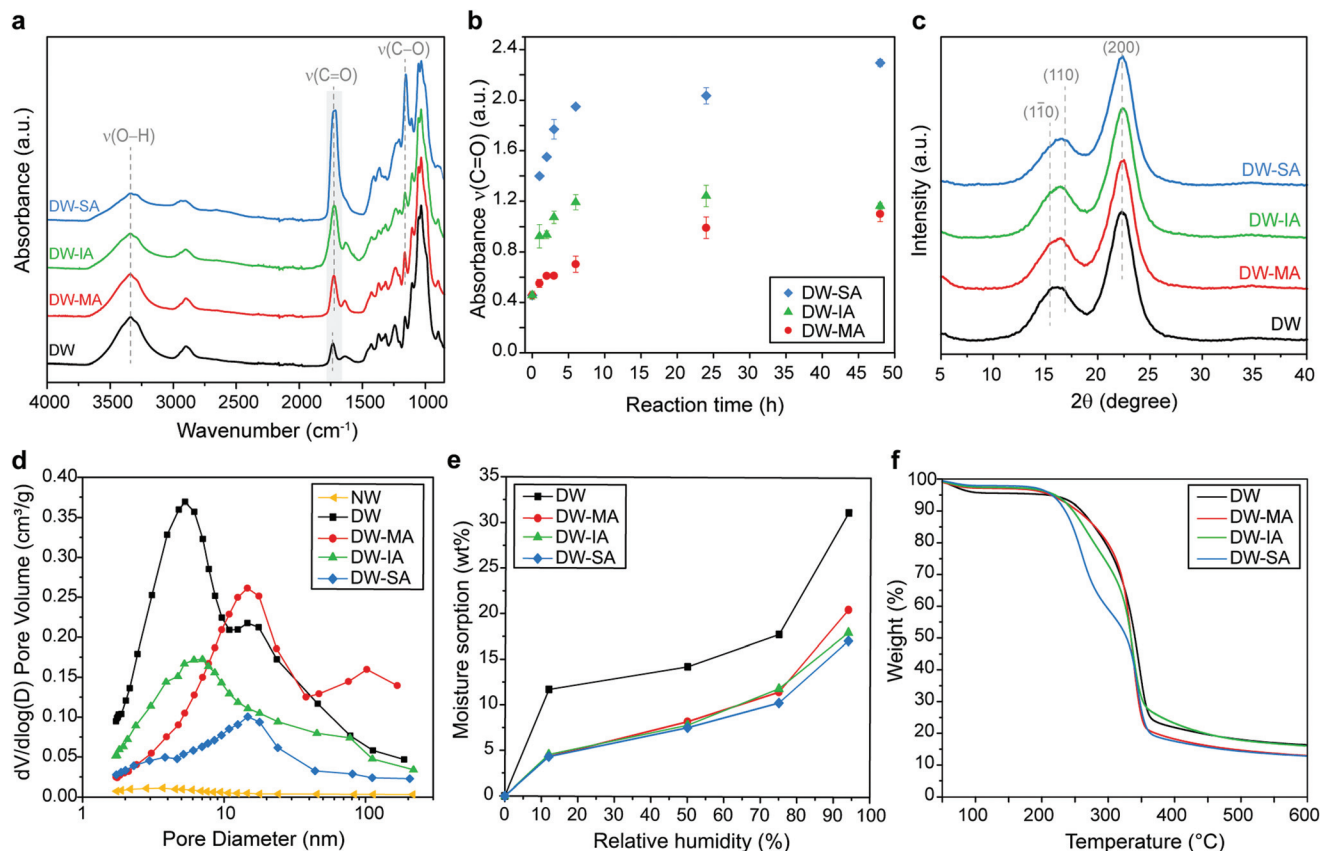 a
ν(O–H)
ν(C=O)
ν(C–O)
DW-SA
DW-IA
DW-MA
DW
Absorbance (a.u.)
4000 3500 3000 2500 2000 1500 1000
Wavenumber (cm⁻¹)
b
2.4
2.0
1.6
1.2
0.8
0.4
0.0
Absorbance ν(C=O) (a.u.)
DW-SA
DW-IA
DW-MA
0 5 10 15 20 25 30 35 40 45 50
Reaction time (h)
c
(11̄0)
(110)
(200)
DW-SA
DW-IA
DW-MA
DW
Intensity (a.u.)
5 10 15 20 25 30 35 40
2θ (degree)
d
0.40
0.35
0.30
0.25
0.20
0.15
0.10
0.05
0.00
dV/dlog(D) Pore Volume (cm³/g)
NW
DW
DW-MA
DW-IA
DW-SA
1 10 100
Pore Diameter (nm)
e
35
30
25
20
15
10
5
0
Moisture sorption (wt%)
DW
DW-MA
DW-IA
DW-SA
0 10 20 30 40 50 60 70 80 90 100
Relative humidity (%)
f
100
90
80
70
60
50
40
30
20
10
0
Weight (%)
DW
DW-MA
DW-IA
DW-SA
100 200 300 400 500 600
Temperature (°C)